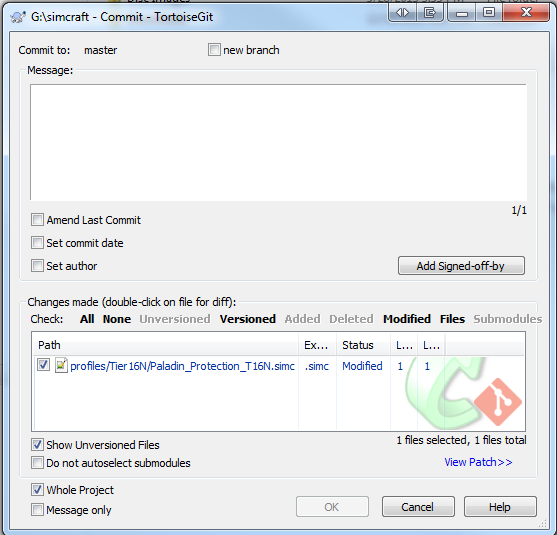 G:\simcraft - Commit - TortoiseGit
Commit to: master new branch
Message:
1/1
Amend Last Commit
Set commit date
Set author
Add Signed-off-by
Changes made (double-click on file for diff):
Check: All None Unversioned Versioned Added Deleted Modified Files Submodules
Path Ex... Status L... L...
profiles/Tier16N/Paladin_Protection_T16N.simc .simc Modified 1 1
Show Unversioned Files
1 files selected, 1 files total
Do not autoselect submodules
View Patch>>
Whole Project
Message only
OK Cancel Help